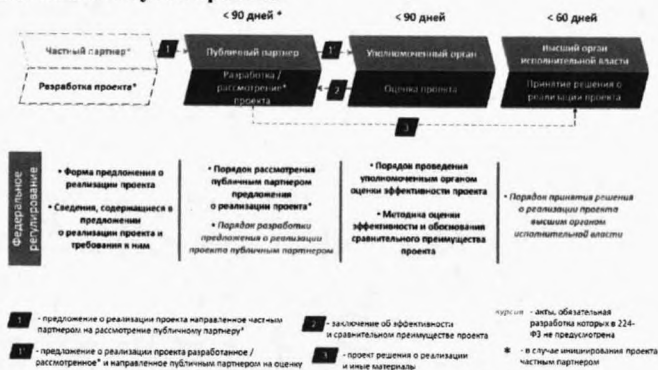 < 90 дней *
< 90 дней
< 60 дней
Частный партнер*
1
Публичный партнер
1'
Уполномоченный орган
Высший орган
исполнительной власти
Разработка проекта*
Разработка /
рассмотрение*
проекта
2
Оценка проекта
Принятие решения о
реализации проекта
3
Федеральное
регулирование
• Форма предложения о
реализации проекта
• Сведения, содержащиеся в
предложении
о реализации проекта и
требования к ним
• Порядок рассмотрения
публичным партнером
предложения
о реализации проекта*
• Порядок разработки
предложения о реализации
проекта публичным партнером
• Порядок проведения
уполномоченным органом
оценки эффективности проекта
• Методика оценки
эффективности и обоснования
сравнительного преимущества
проекта
• Порядок принятия решения
о реализации проекта
высшим органом
исполнительной власти
1 - предложение о реализации проекта направленное частным
партнером на рассмотрение публичному партнеру*
1' - предложение о реализации проекта разработанное /
рассмотренное* и направленное публичным партнером на оценку
2 - заключение об эффективности
и сравнительном преимуществе проекта
3 - проект решения о реализации
и иные материалы
курсив - акты, обязательная
разработка которых в 224-
ФЗ не предусмотрена
* - в случае инициирования проекта
частным партнером